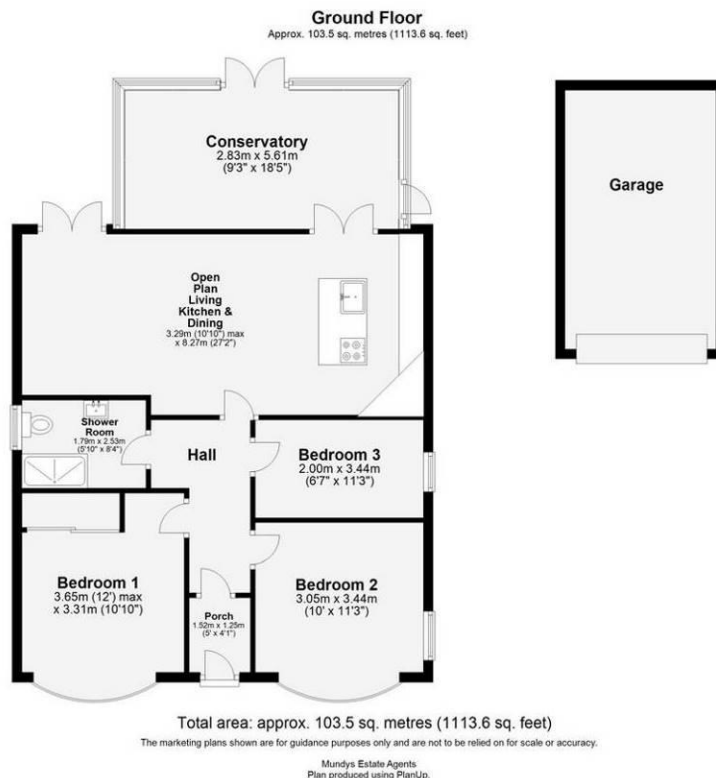 Ground Floor
Approx. 103.5 sq. metres (1113.6 sq. feet)
Conservatory
2.83m x 5.61m
(9'3" x 18'5")
Garage
Open
Plan
Living
Kitchen &
Dining
3.29m (10'10") max
x 8.27m (27'2")
Shower
Room
1.79m x 2.53m
(5'10" x 8'4")
Hall
Bedroom 3
2.00m x 3.44m
(6'7" x 11'3")
Bedroom 1
3.65m (12') max
x 3.31m (10'10")
Porch
1.52m x 1.25m
(5' x 4'1")
Bedroom 2
3.05m x 3.44m
(10' x 11'3")
Total area: approx. 103.5 sq. metres (1113.6 sq. feet)
The marketing plans shown are for guidance purposes only and are not to be relied on for scale or accuracy.
Mundys Estate Agents
Plan produced using PlanUp.